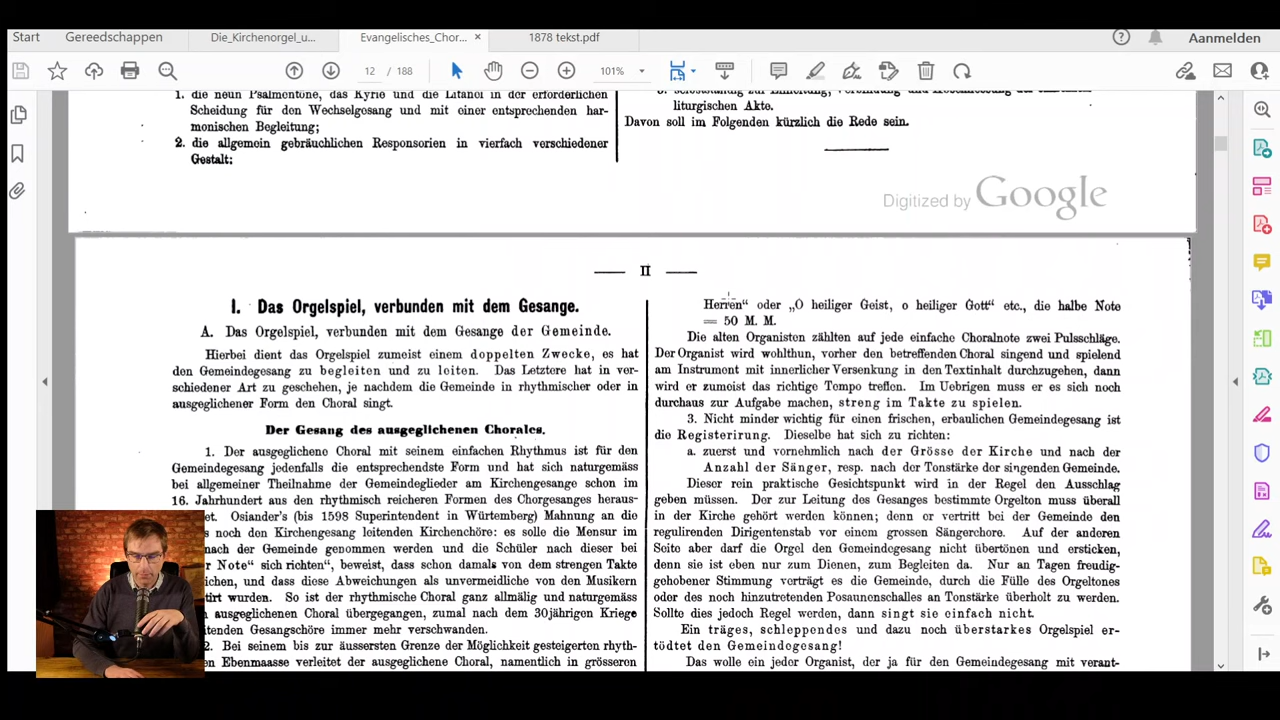 Start Gereedschappen Die_Kirchenorgel_u... Evangelisches_Chor... × 1878 tekst.pdf Aanmelden
12 / 188 101%
1. die neun Psalmentöne, das Kyrie und die Litanei in der erforderlichen
Scheidung für den Wechselgesang und mit einer entsprechenden har-
monischen Begleitung;
2. die allgemein gebräuchlichen Responsorien in vierfach verschiedener
Gestalt;
liturgischen Akte.
Davon soll im Folgenden kürzlich die Rede sein.
Digitized by Google
— II —
I. Das Orgelspiel, verbunden mit dem Gesange.
A. Das Orgelspiel, verbunden mit dem Gesange der Gemeinde.
Hierbei dient das Orgelspiel zumeist einem doppelten Zwecke, es hat
den Gemeindegesang zu begleiten und zu leiten. Das Letztere hat in ver-
schiedener Art zu geschehen, je nachdem die Gemeinde in rhythmischer oder in
ausgeglichener Form den Choral singt.
Der Gesang des ausgeglichenen Chorales.
1. Der ausgeglichene Choral mit seinem einfachen Rhythmus ist für den
Gemeindegesang jedenfalls die entsprechendste Form und hat sich naturgemäss
bei allgemeiner Theilnahme der Gemeindeglieder am Kirchengesange schon im
16. Jahrhundert aus den rhythmisch reicheren Formen des Chorgesanges heraus-
et. Osiander's (bis 1598 Superintendent in Würtemberg) Mahnung an die
s noch den Kirchengesang leitenden Kirchenchöre: es solle die Mensur im
nach der Gemeinde genommen werden und die Schüler nach dieser bei
r Note“ sich richten“, beweist, dass schon damals von dem strengen Takte
ichen, und dass diese Abweichungen als unvermeidliche von den Musikern
tirt wurden. So ist der rhythmische Choral ganz allmälig und naturgemäss
n ausgeglichenen Choral übergegangen, zumal nach dem 30jährigen Kriege
eitenden Gesangschöre immer mehr verschwanden.
2. Bei seinem bis zur äussersten Grenze der Möglichkeit gesteigerten rhyth-
en Ebenmaasse verleitet der ausgeglichene Choral, namentlich in grösseren
Herren“ oder „O heiliger Geist, o heiliger Gott“ etc., die halbe Note
= 50 M. M.
Die alten Organisten zählten auf jede einfache Choralnote zwei Pulsschläge.
Der Organist wird wohlthun, vorher den betreffenden Choral singend und spielend
am Instrument mit innerlicher Versenkung in den Textinhalt durchzugehen, dann
wird er zumeist das richtige Tempo treffen. Im Uebrigen muss er es sich noch
durchaus zur Aufgabe machen, streng im Takte zu spielen.
3. Nicht minder wichtig für einen frischen, erbaulichen Gemeindegesang ist
die Registerirung. Dieselbe hat sich zu richten:
a. zuerst und vornehmlich nach der Grösse der Kirche und nach der
Anzahl der Sänger, resp. nach der Tonstärke der singenden Gemeinde.
Dieser rein praktische Gesichtspunkt wird in der Regel den Ausschlag
geben müssen. Der zur Leitung des Gesanges bestimmte Orgelton muss überall
in der Kirche gehört werden können; denn er vertritt bei der Gemeinde den
regulirenden Dirigentenstab vor einem grossen Sängerchore. Auf der anderen
Seite aber darf die Orgel den Gemeindegesang nicht übertönen und ersticken,
denn sie ist eben nur zum Dienen, zum Begleiten da. Nur an Tagen freudig-
gehobener Stimmung verträgt es die Gemeinde, durch die Fülle des Orgeltones
oder des noch hinzutretenden Posaunenschalles an Tonstärke überholt zu werden.
Sollte dies jedoch Regel werden, dann singt sie einfach nicht.
Ein träges, schleppendes und dazu noch überstarkes Orgelspiel er-
tödtet den Gemeindegesang!
Das wolle ein jeder Organist, der ja für den Gemeindegesang mit verant-